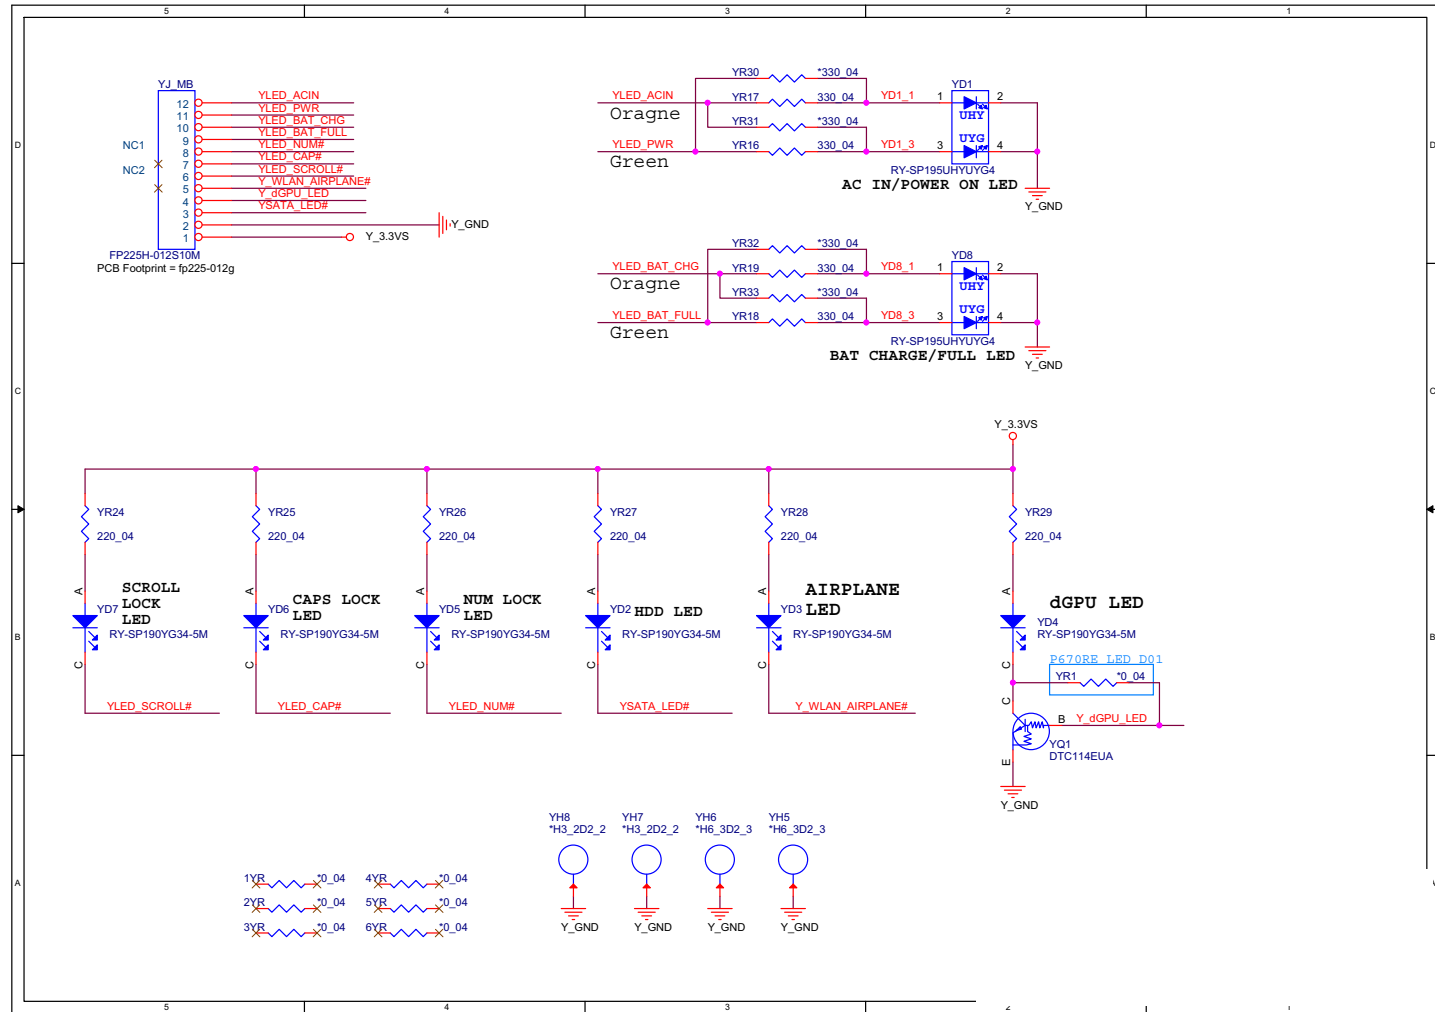 5 4 3 2 1
D
D
C
C
B
B
A
YJ_MB
12 YLED_ACIN
11 YLED_PWR
10 YLED_BAT_CHG
9 YLED_BAT_FULL
8 YLED_NUM#
7 YLED_CAP#
6 YLED_SCROLL#
5 Y_WLAN_AIRPLANE#
4 Y_dGPU_LED
3 YSATA_LED#
2 Y_GND
1 Y_3.3VS
NC1
NC2
FP225H-012S10M
PCB Footprint = fp225-012g
YR30 *330_04
YLED_ACIN YR17 330_04 YD1_1 1 YD1 2
Oragne
UHY
YR31 *330_04
UYG
YLED_PWR YR16 330_04 YD1_3 3 4
Green
RY-SP195UHYUYG4
AC IN/POWER ON LED
Y_GND
YR32 *330_04
YLED_BAT_CHG YR19 330_04 YD8_1 1 YD8 2
Oragne
UHY
YR33 *330_04
UYG
YLED_BAT_FULL YR18 330_04 YD8_3 3 4
Green
RY-SP195UHYUYG4
BAT CHARGE/FULL LED
Y_GND
Y_3.3VS
YR24
220_04
A
SCROLL
LOCK
LED
YD7
RY-SP190YG34-5M
C
YLED_SCROLL#
YR25
220_04
A
CAPS LOCK
LED
YD6
RY-SP190YG34-5M
C
YLED_CAP#
YR26
220_04
A
NUM LOCK
LED
YD5
RY-SP190YG34-5M
C
YLED_NUM#
YR27
220_04
A
YD2 HDD LED
RY-SP190YG34-5M
C
YSATA_LED#
YR28
220_04
A
AIRPLANE
LED
YD3
RY-SP190YG34-5M
C
Y_WLAN_AIRPLANE#
YR29
220_04
A
dGPU LED
YD4
RY-SP190YG34-5M
C
P670RE_LED_D01
YR1 *0_04
C
B Y_dGPU_LED
YQ1
DTC114EUA
E
Y_GND
YH8
*H3_2D2_2
Y_GND
YH7
*H3_2D2_2
Y_GND
YH6
*H6_3D2_3
Y_GND
YH5
*H6_3D2_3
Y_GND
1YR *0_04 4YR *0_04
2YR *0_04 5YR *0_04
3YR *0_04 6YR *0_04
5 4 3